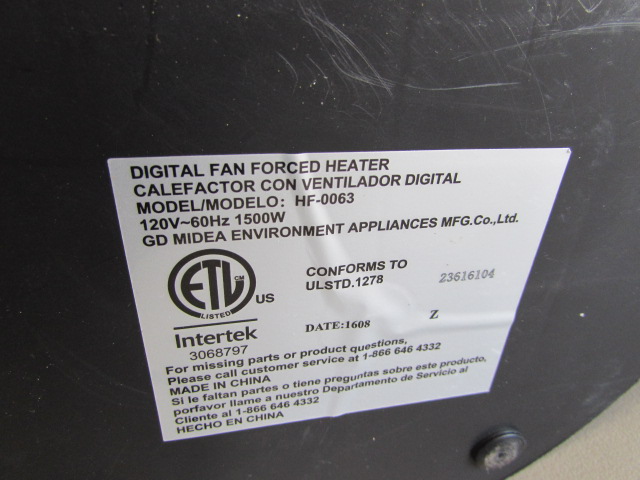 DIGITAL FAN FORCED HEATER
CALEFACTOR CON VENTILADOR DIGITAL
MODEL/MODELO: HF-0063
120V~60Hz 1500W
GD MIDEA ENVIRONMENT APPLIANCES MFG.Co.,Ltd.
ETL CM
LISTED
US
CONFORMS TO
ULSTD.1278
23616104
Intertek
3068797
DATE:1608
Z
For missing parts or product questions,
Please call customer service at 1-866 646 4332
MADE IN CHINA
Si le faltan partes o tiene preguntas sobre este producto,
porfavor llame a nuestro Departamento de Servicio al
Cliente al 1-866 646 4332
HECHO EN CHINA